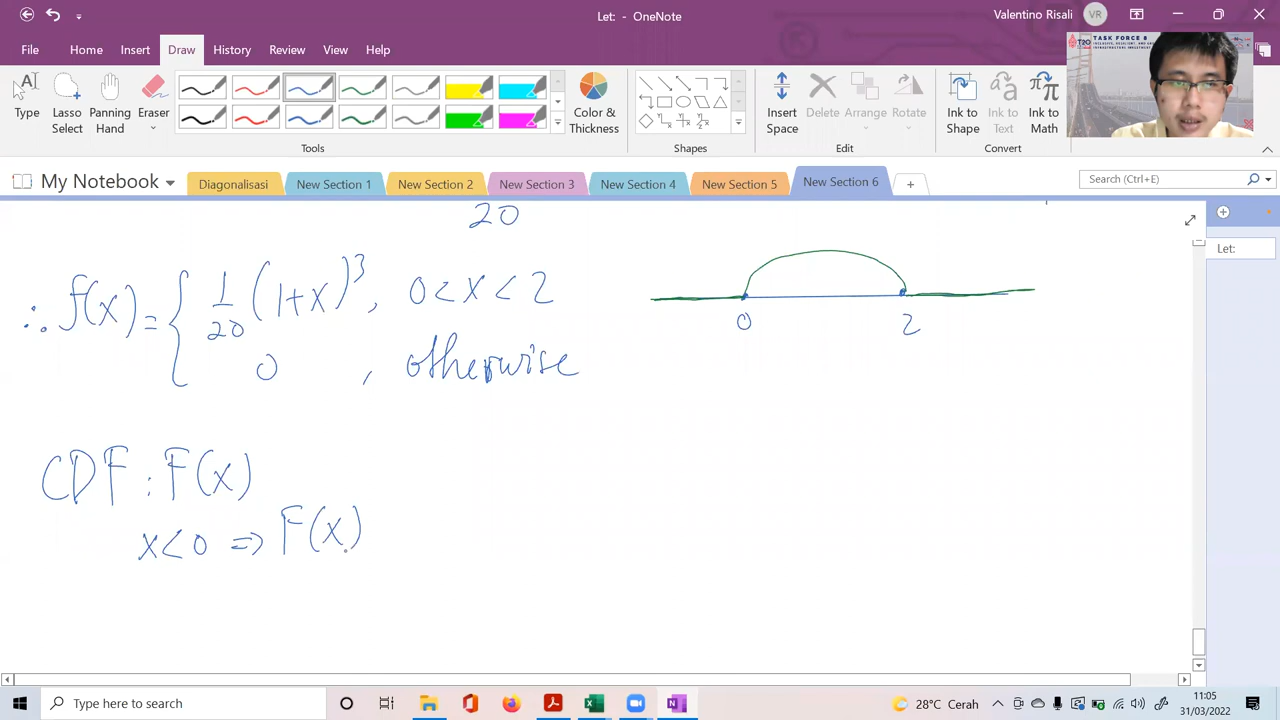 Let: - OneNote
Valentino Risali
VR
File
Home
Insert
Draw
History
Review
View
Help
Type
Lasso Select
Panning Hand
Eraser
Color & Thickness
Insert Space
Delete
Arrange
Rotate
Ink to Shape
Ink to Text
Ink to Math
Tools
Shapes
Edit
Convert
TASK FORCE 8
My Notebook
Diagonalisasi
New Section 1
New Section 2
New Section 3
New Section 4
New Section 5
New Section 6
Search (Ctrl+E)
Let:
20
∴ f(x) = { 1/20 (1+x)³, 0 < x < 2
0 , otherwise
0 2
CDF : F(x)
x < 0 ⇒ F(x)
Type here to search
28°C Cerah
11:05
31/03/2022